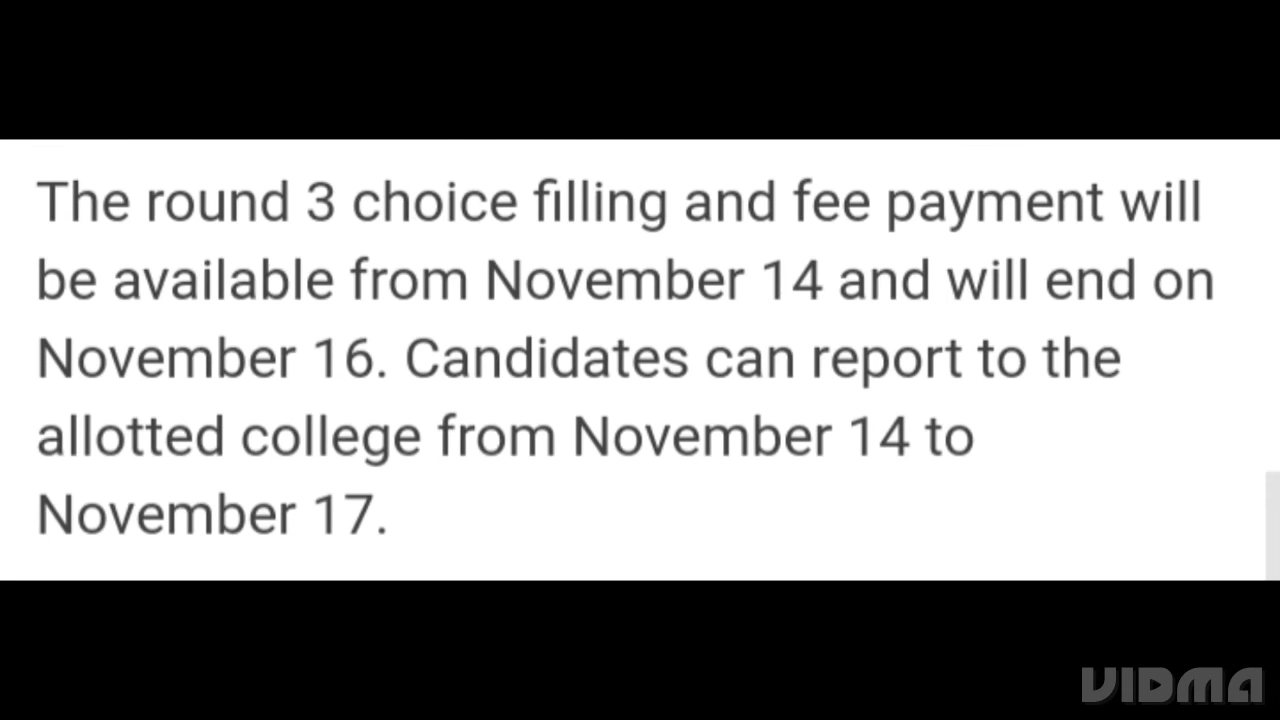 The round 3 choice filling and fee payment will
be available from November 14 and will end on
November 16. Candidates can report to the
allotted college from November 14 to
November 17.
VIDMA